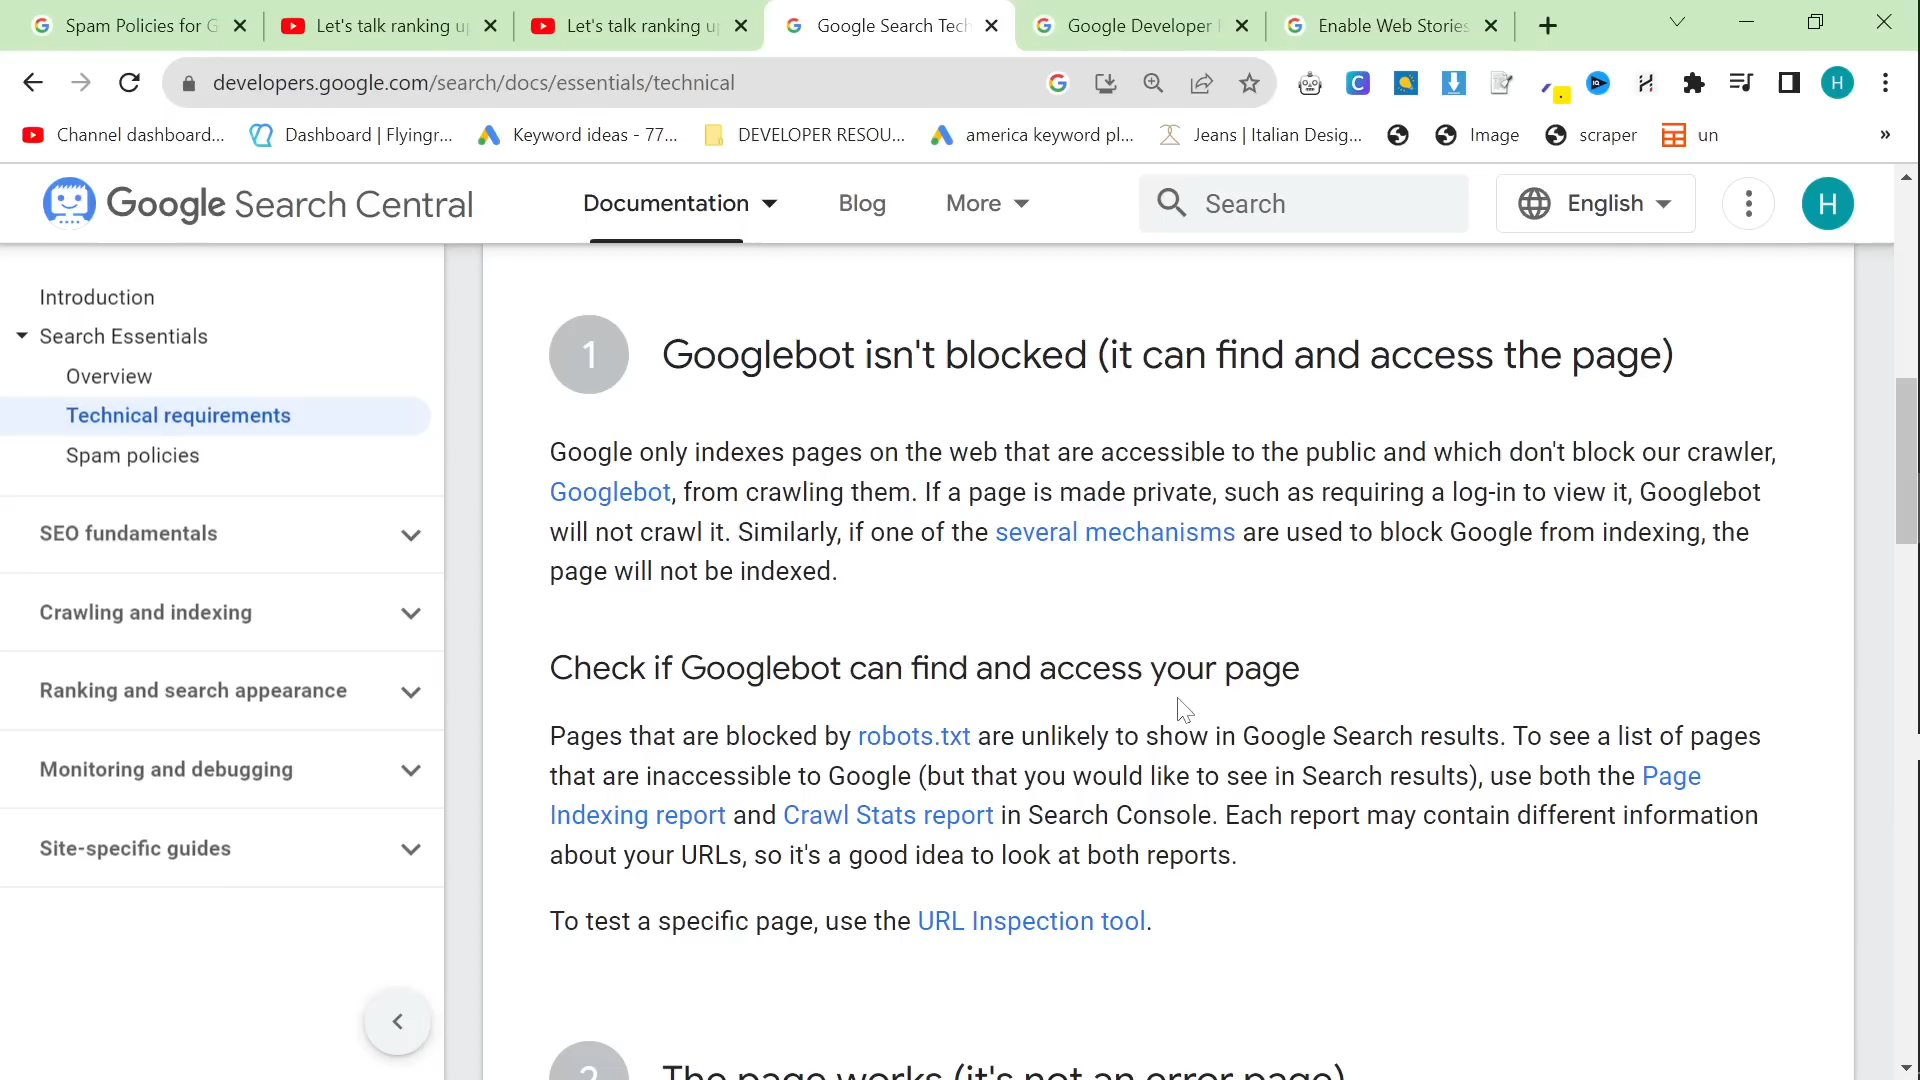 Spam Policies for G
Let's talk ranking u
Let's talk ranking u
Google Search Tech
Google Developer
Enable Web Stories
developers.google.com/search/docs/essentials/technical
H
Channel dashboard...
Dashboard | Flyingr...
Keyword ideas - 77...
DEVELOPER RESOU...
america keyword pl...
Jeans | Italian Desig...
Image
scraper
un
»
Google Search Central
Documentation
Blog
More
Search
English
H
Introduction
Search Essentials
Overview
Technical requirements
Spam policies
SEO fundamentals
Crawling and indexing
Ranking and search appearance
Monitoring and debugging
Site-specific guides
1
Googlebot isn't blocked (it can find and access the page)
Google only indexes pages on the web that are accessible to the public and which don't block our crawler,
Googlebot, from crawling them. If a page is made private, such as requiring a log-in to view it, Googlebot
will not crawl it. Similarly, if one of the several mechanisms are used to block Google from indexing, the
page will not be indexed.
Check if Googlebot can find and access your page
Pages that are blocked by robots.txt are unlikely to show in Google Search results. To see a list of pages
that are inaccessible to Google (but that you would like to see in Search results), use both the Page
Indexing report and Crawl Stats report in Search Console. Each report may contain different information
about your URLs, so it's a good idea to look at both reports.
To test a specific page, use the URL Inspection tool.
2
The page works (it's not an error page)